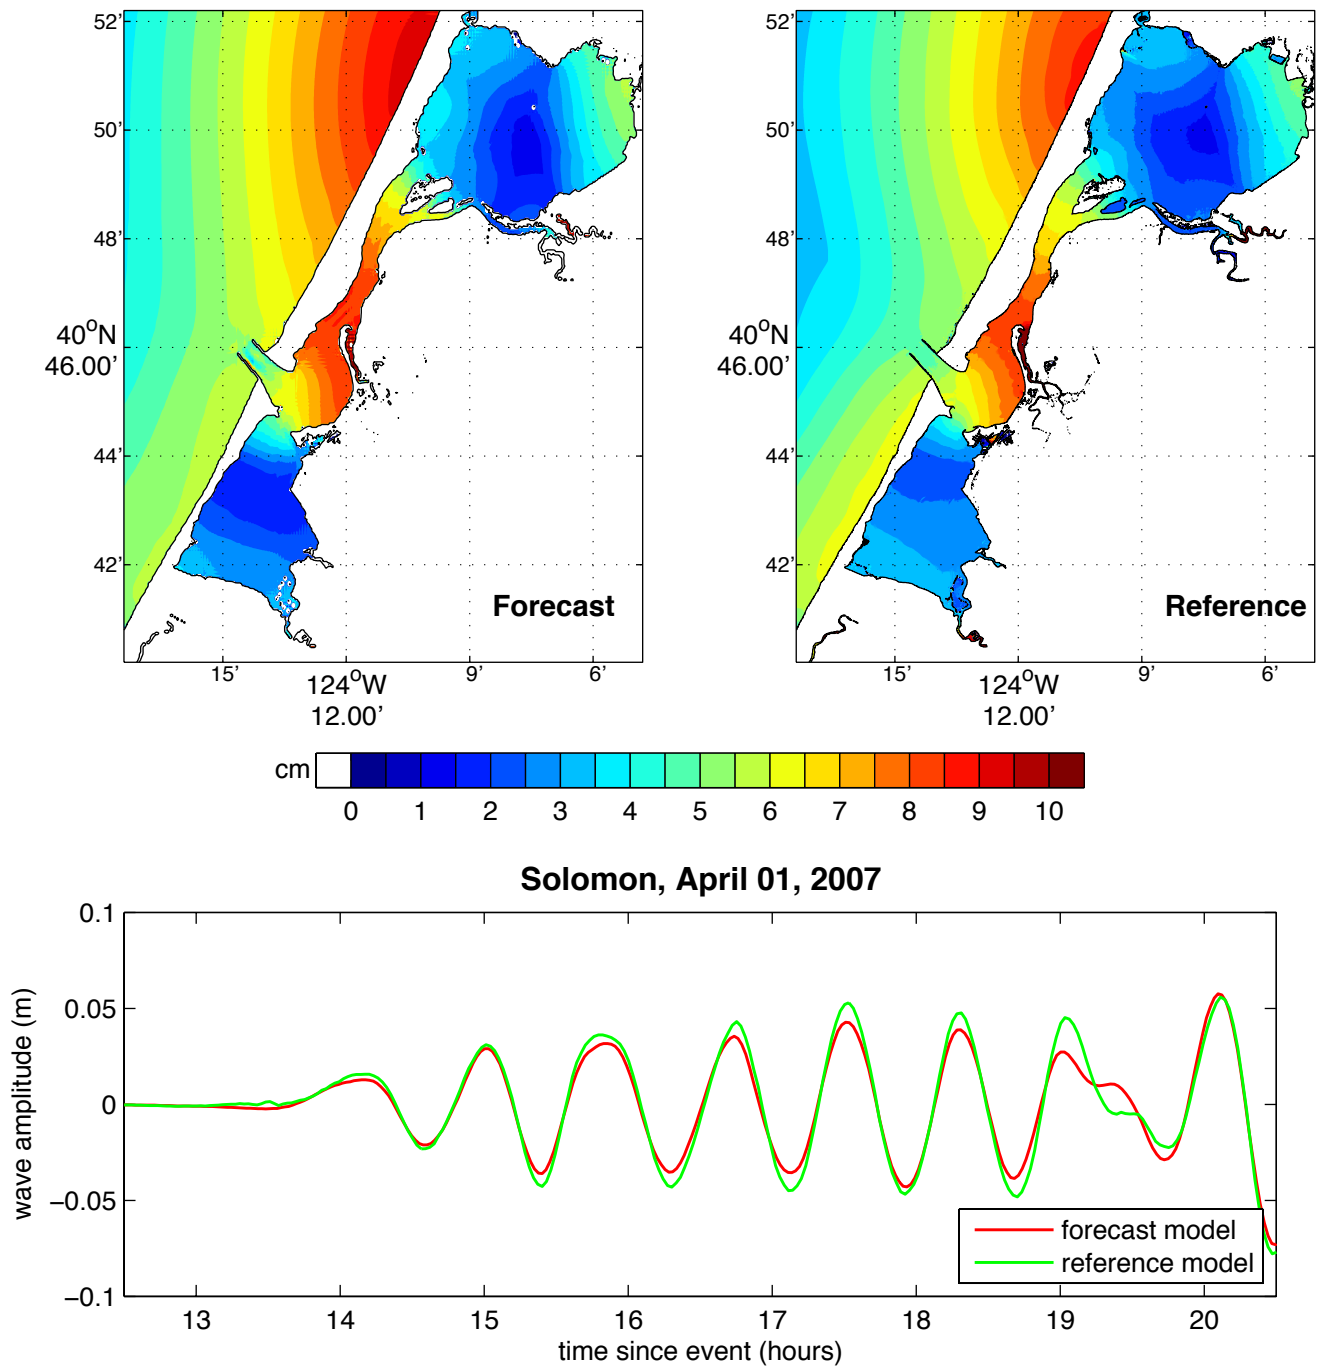 52'
50'
48'
40°N
46.00'
44'
42'
15'
124°W
12.00'
9'
6'
Forecast
52'
50'
48'
40°N
46.00'
44'
42'
15'
124°W
12.00'
9'
6'
Reference
cm
0 1 2 3 4 5 6 7 8 9 10
Solomon, April 01, 2007
wave amplitude (m)
0.1
0.05
0
−0.05
−0.1
13 14 15 16 17 18 19 20
time since event (hours)
forecast model
reference model